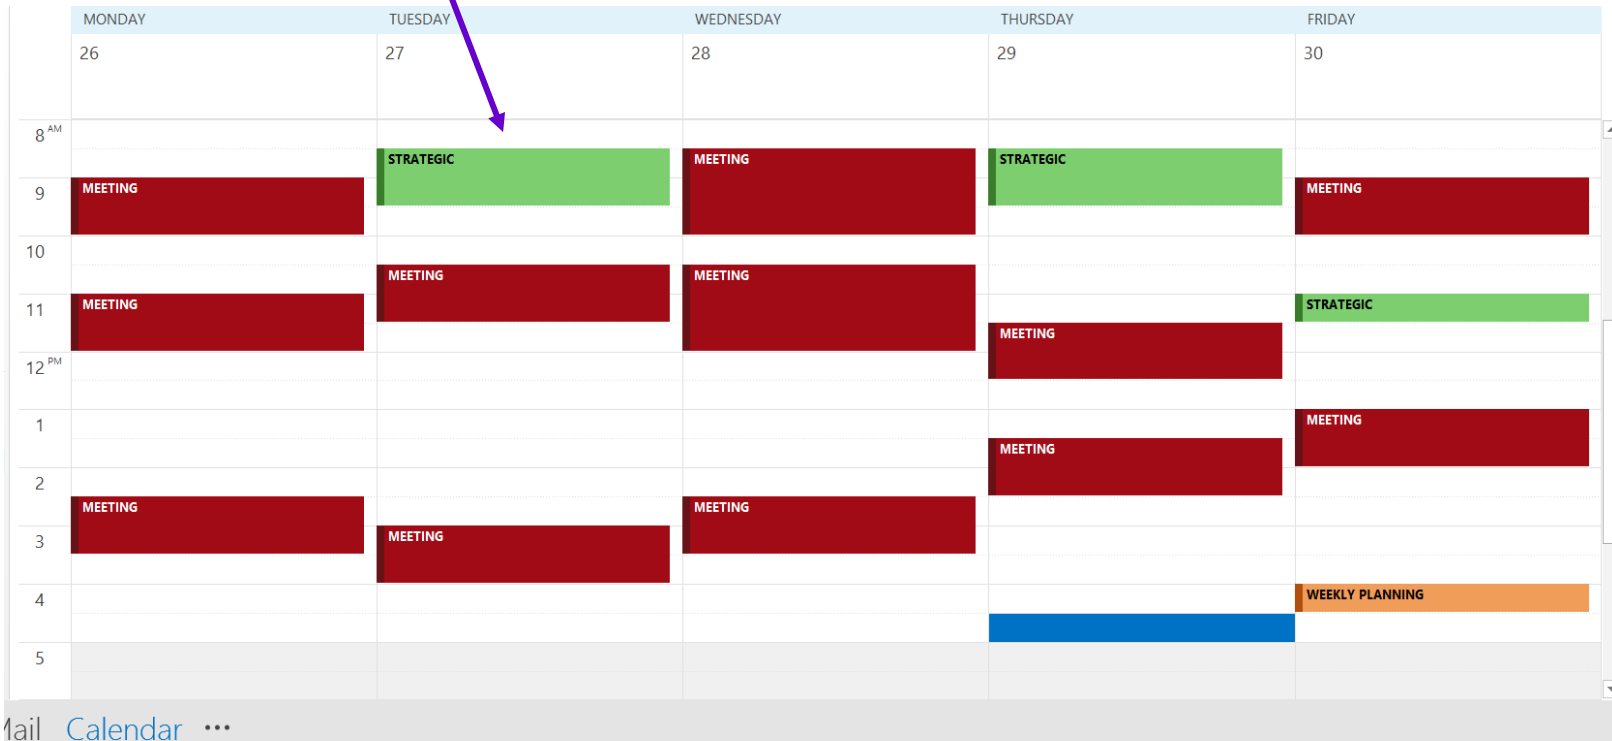 MONDAY TUESDAY WEDNESDAY THURSDAY FRIDAY
26 27 28 29 30
8 AM
STRATEGIC MEETING STRATEGIC
9 MEETING MEETING
10
MEETING MEETING
11 MEETING STRATEGIC
MEETING
12 PM
1 MEETING
MEETING
2
MEETING MEETING
3 MEETING
4 WEEKLY PLANNING
5
Calendar ···